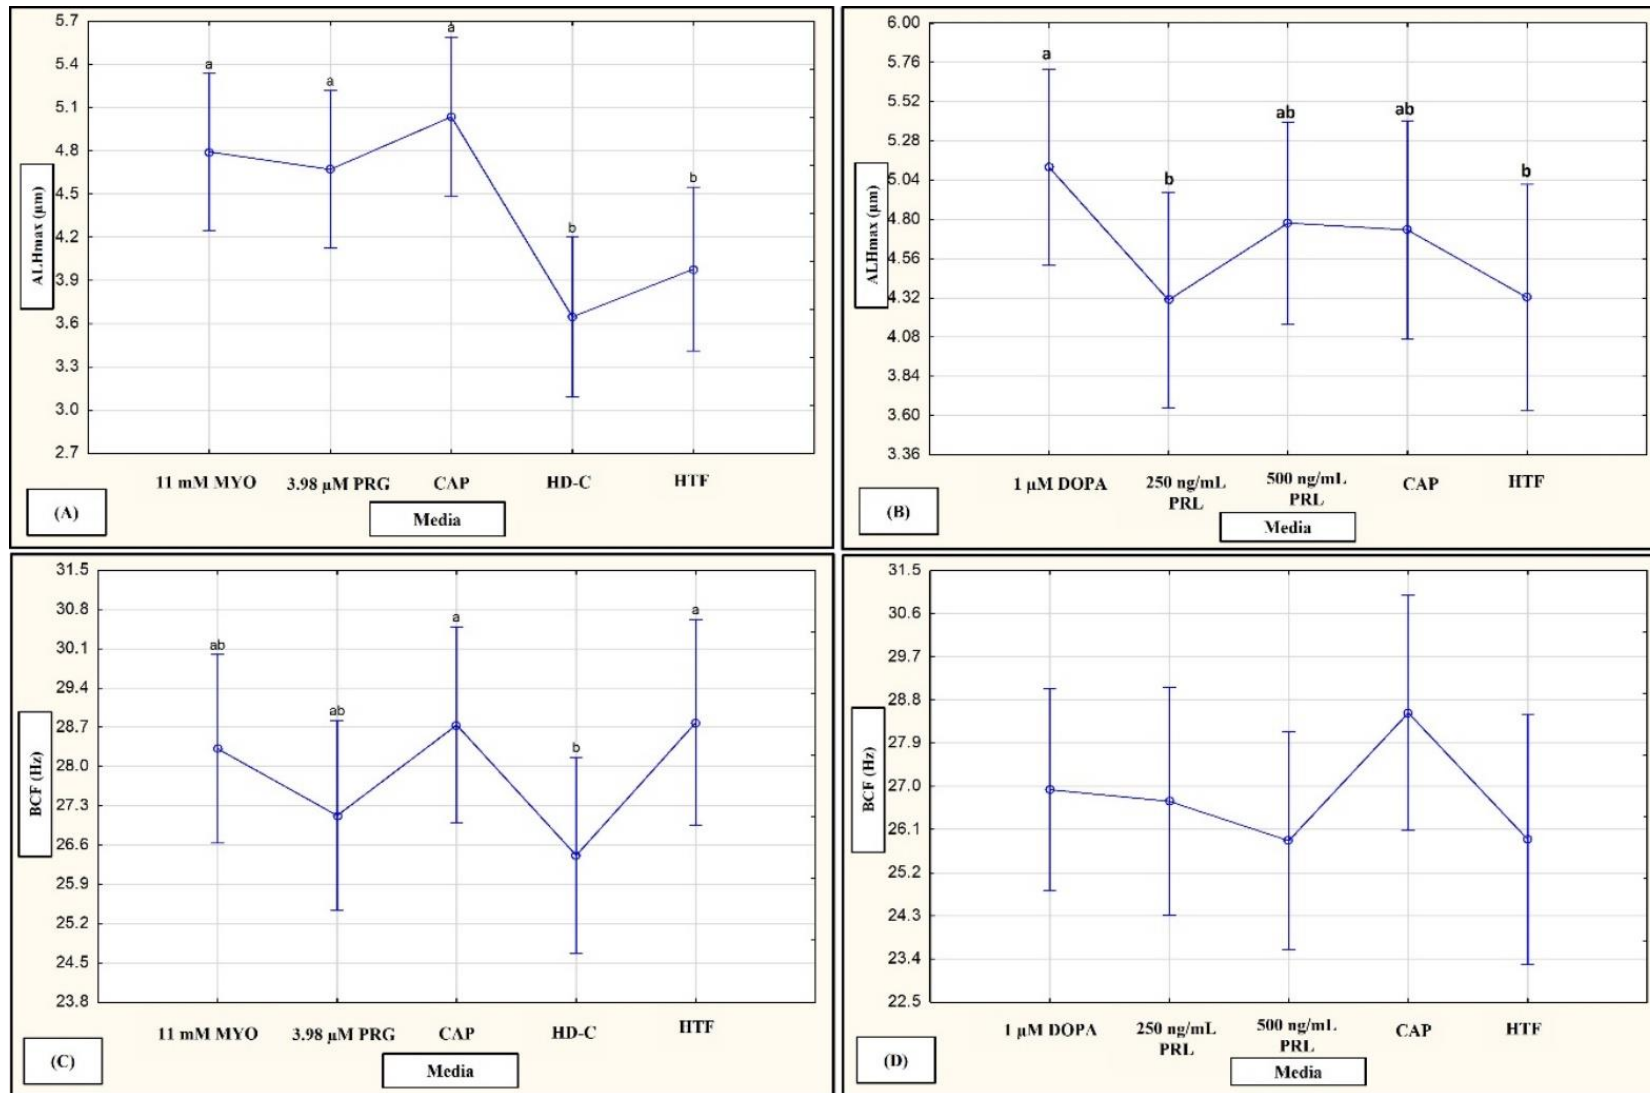 5.7
5.4
5.1
4.8
4.5
4.2
3.9
3.6
3.3
3.0
2.7
ALHmax (µm)
a
a
a
b
b
11 mM MYO 3.98 µM PRG CAP HD-C HTF
(A)
Media
6.00
5.76
5.52
5.28
5.04
4.80
4.56
4.32
4.08
3.84
3.60
3.36
ALHmax (µm)
a
b
ab
ab
b
1 µM DOPA 250 ng/mL PRL 500 ng/mL PRL CAP HTF
(B)
Media
31.5
30.8
30.1
29.4
28.7
28.0
27.3
26.6
25.9
25.2
24.5
23.8
BCF (Hz)
ab
ab
a
b
a
11 mM MYO 3.98 µM PRG CAP HD-C HTF
(C)
Media
31.5
30.6
29.7
28.8
27.9
27.0
26.1
25.2
24.3
23.4
22.5
BCF (Hz)
1 µM DOPA 250 ng/mL PRL 500 ng/mL PRL CAP HTF
(D)
Media